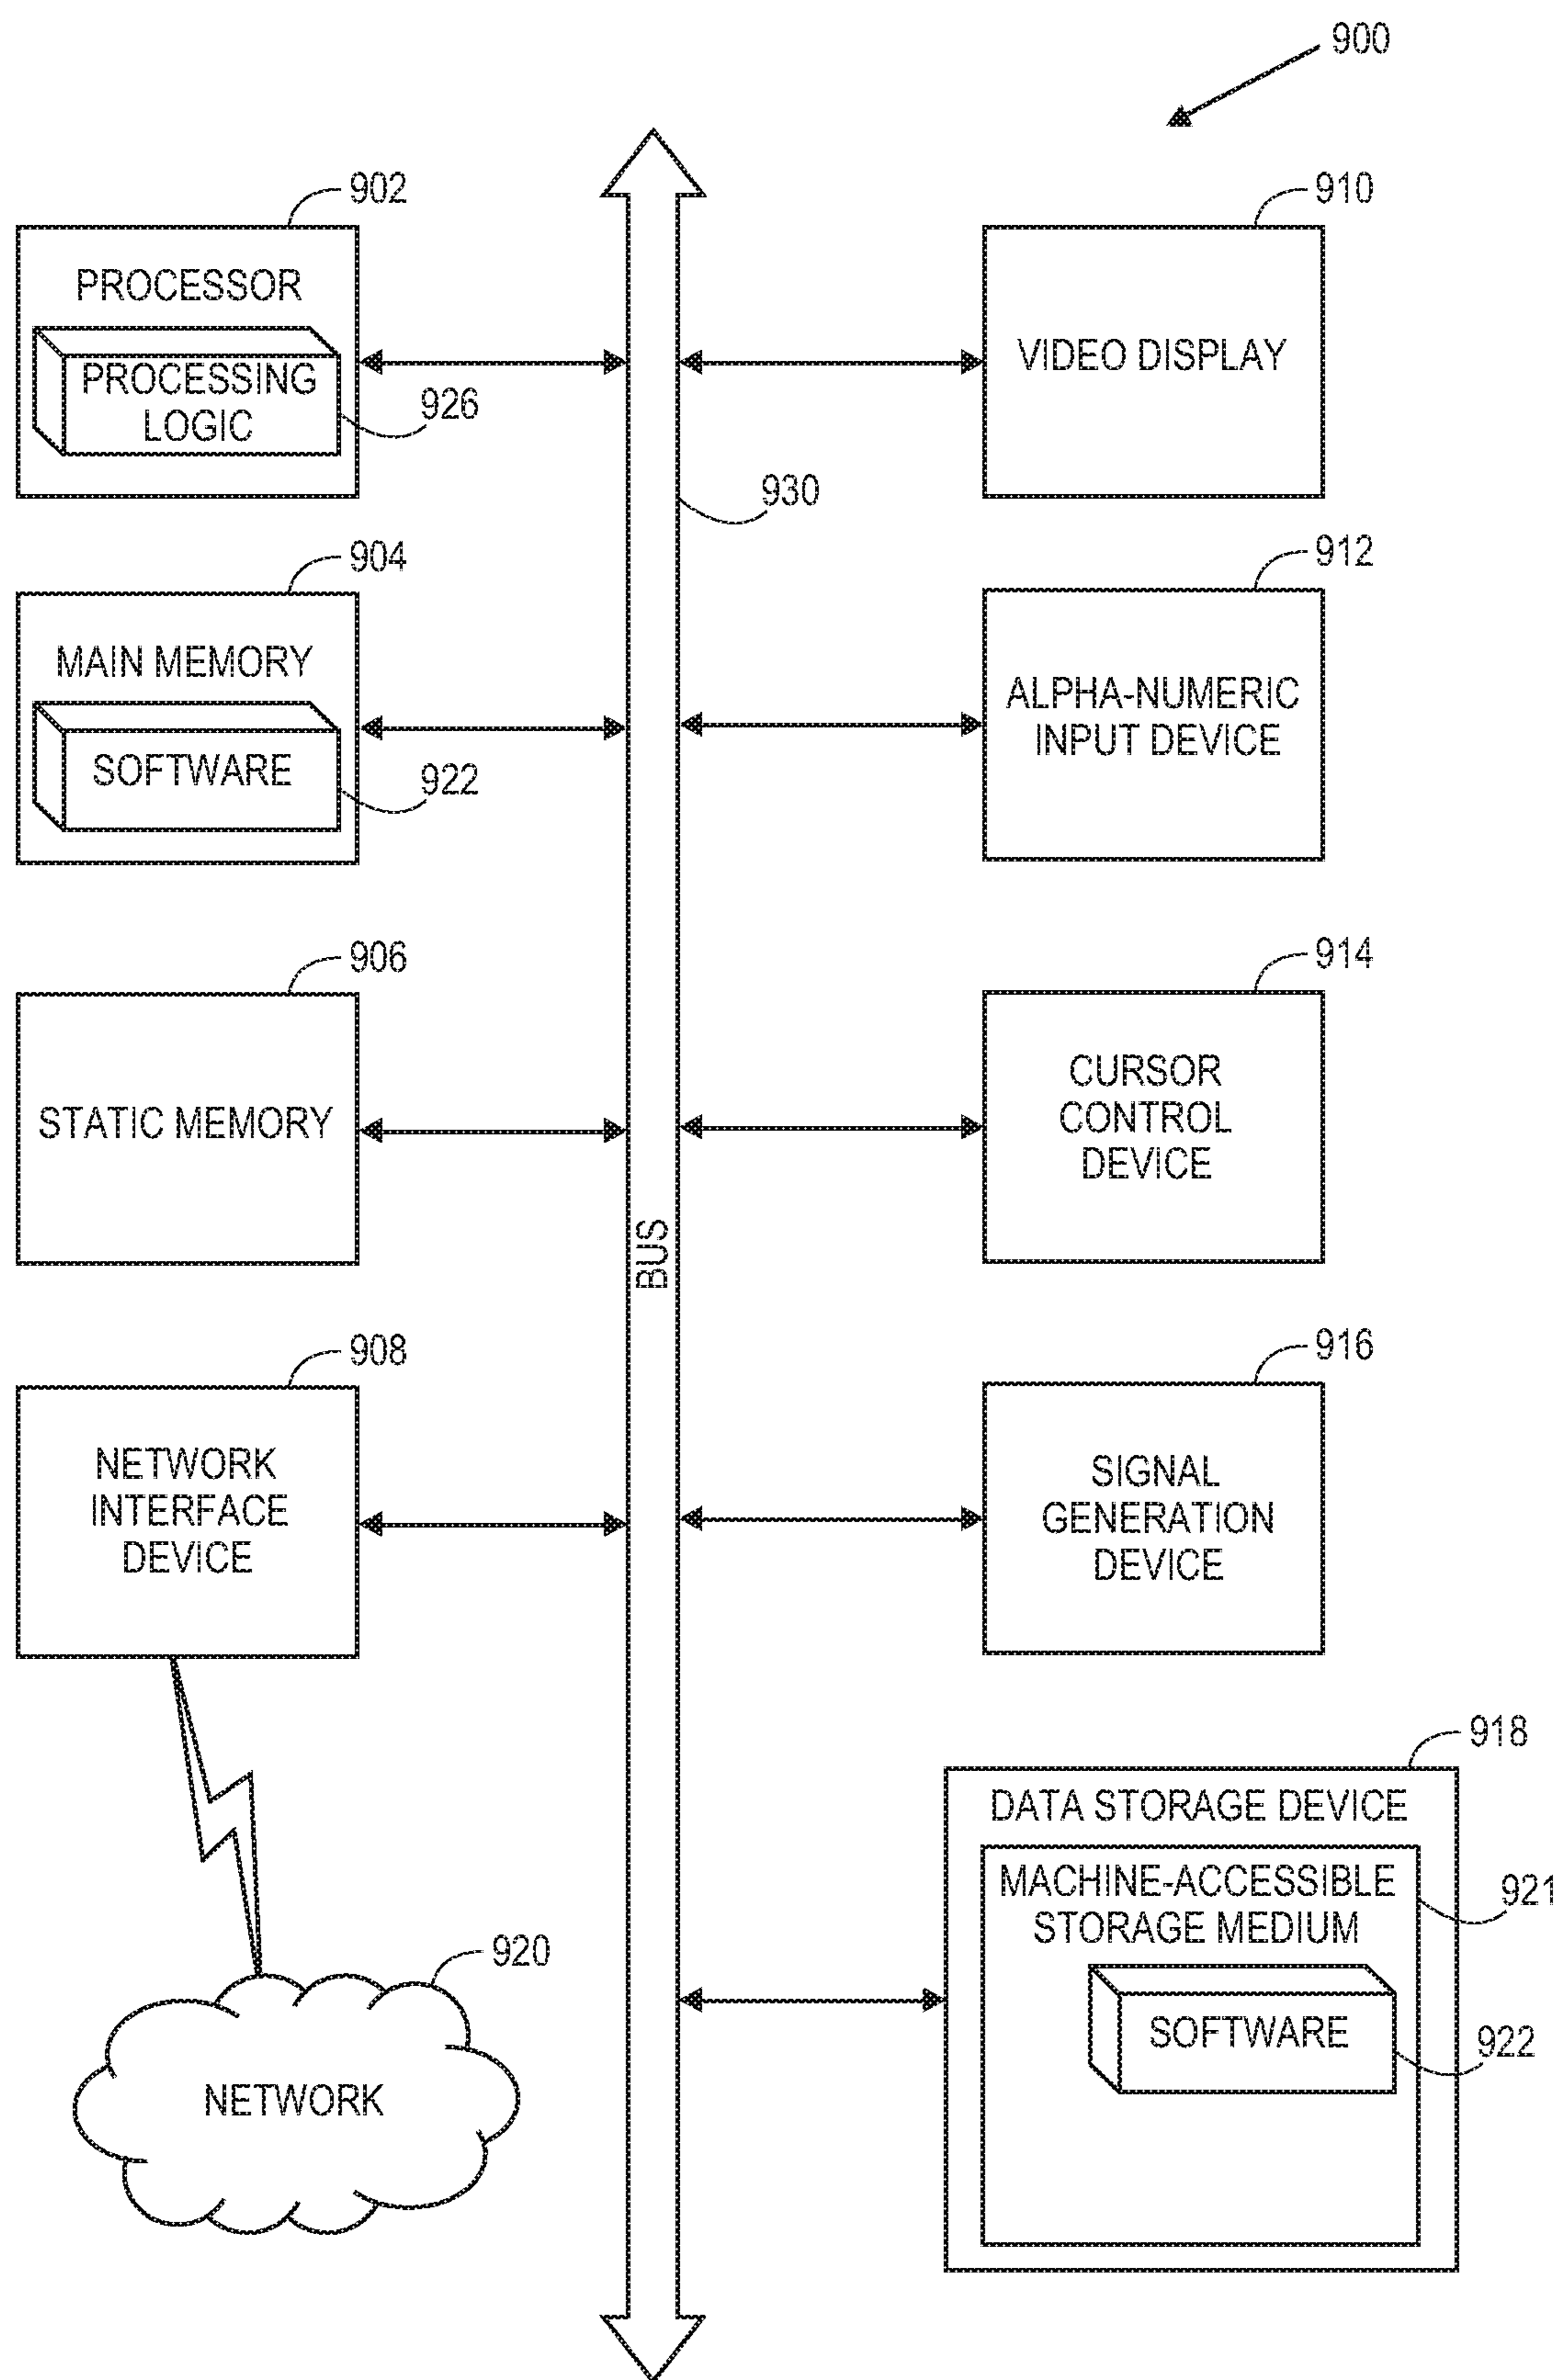 900
902
PROCESSOR
PROCESSING
LOGIC
926
910
VIDEO DISPLAY
930
904
MAIN MEMORY
SOFTWARE
922
912
ALPHA-NUMERIC
INPUT DEVICE
906
STATIC MEMORY
914
CURSOR
CONTROL
DEVICE
BUS
908
NETWORK
INTERFACE
DEVICE
916
SIGNAL
GENERATION
DEVICE
918
DATA STORAGE DEVICE
MACHINE-ACCESSIBLE
STORAGE MEDIUM
921
SOFTWARE
922
920
NETWORK